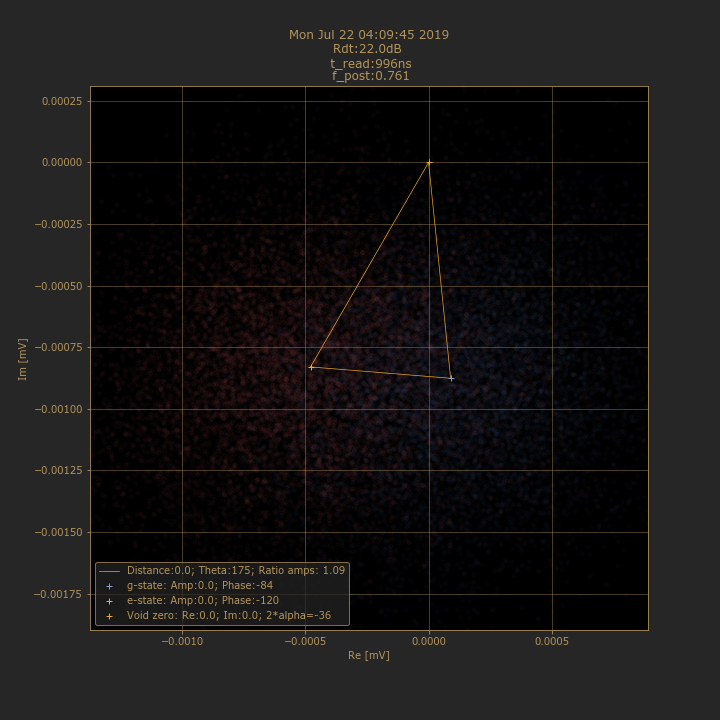 Mon Jul 22 04:09:45 2019
Rdt:22.0dB
t_read:996ns
f_post:0.761
0.00025
0.00000
−0.00025
−0.00050
−0.00075
−0.00100
−0.00125
−0.00150
−0.00175
Im [mV]
Distance:0.0; Theta:175; Ratio amps: 1.09
g-state: Amp:0.0; Phase:-84
e-state: Amp:0.0; Phase:-120
Void zero: Re:0.0; Im:0.0; 2*alpha=-36
−0.0010 −0.0005 0.0000 0.0005
Re [mV]